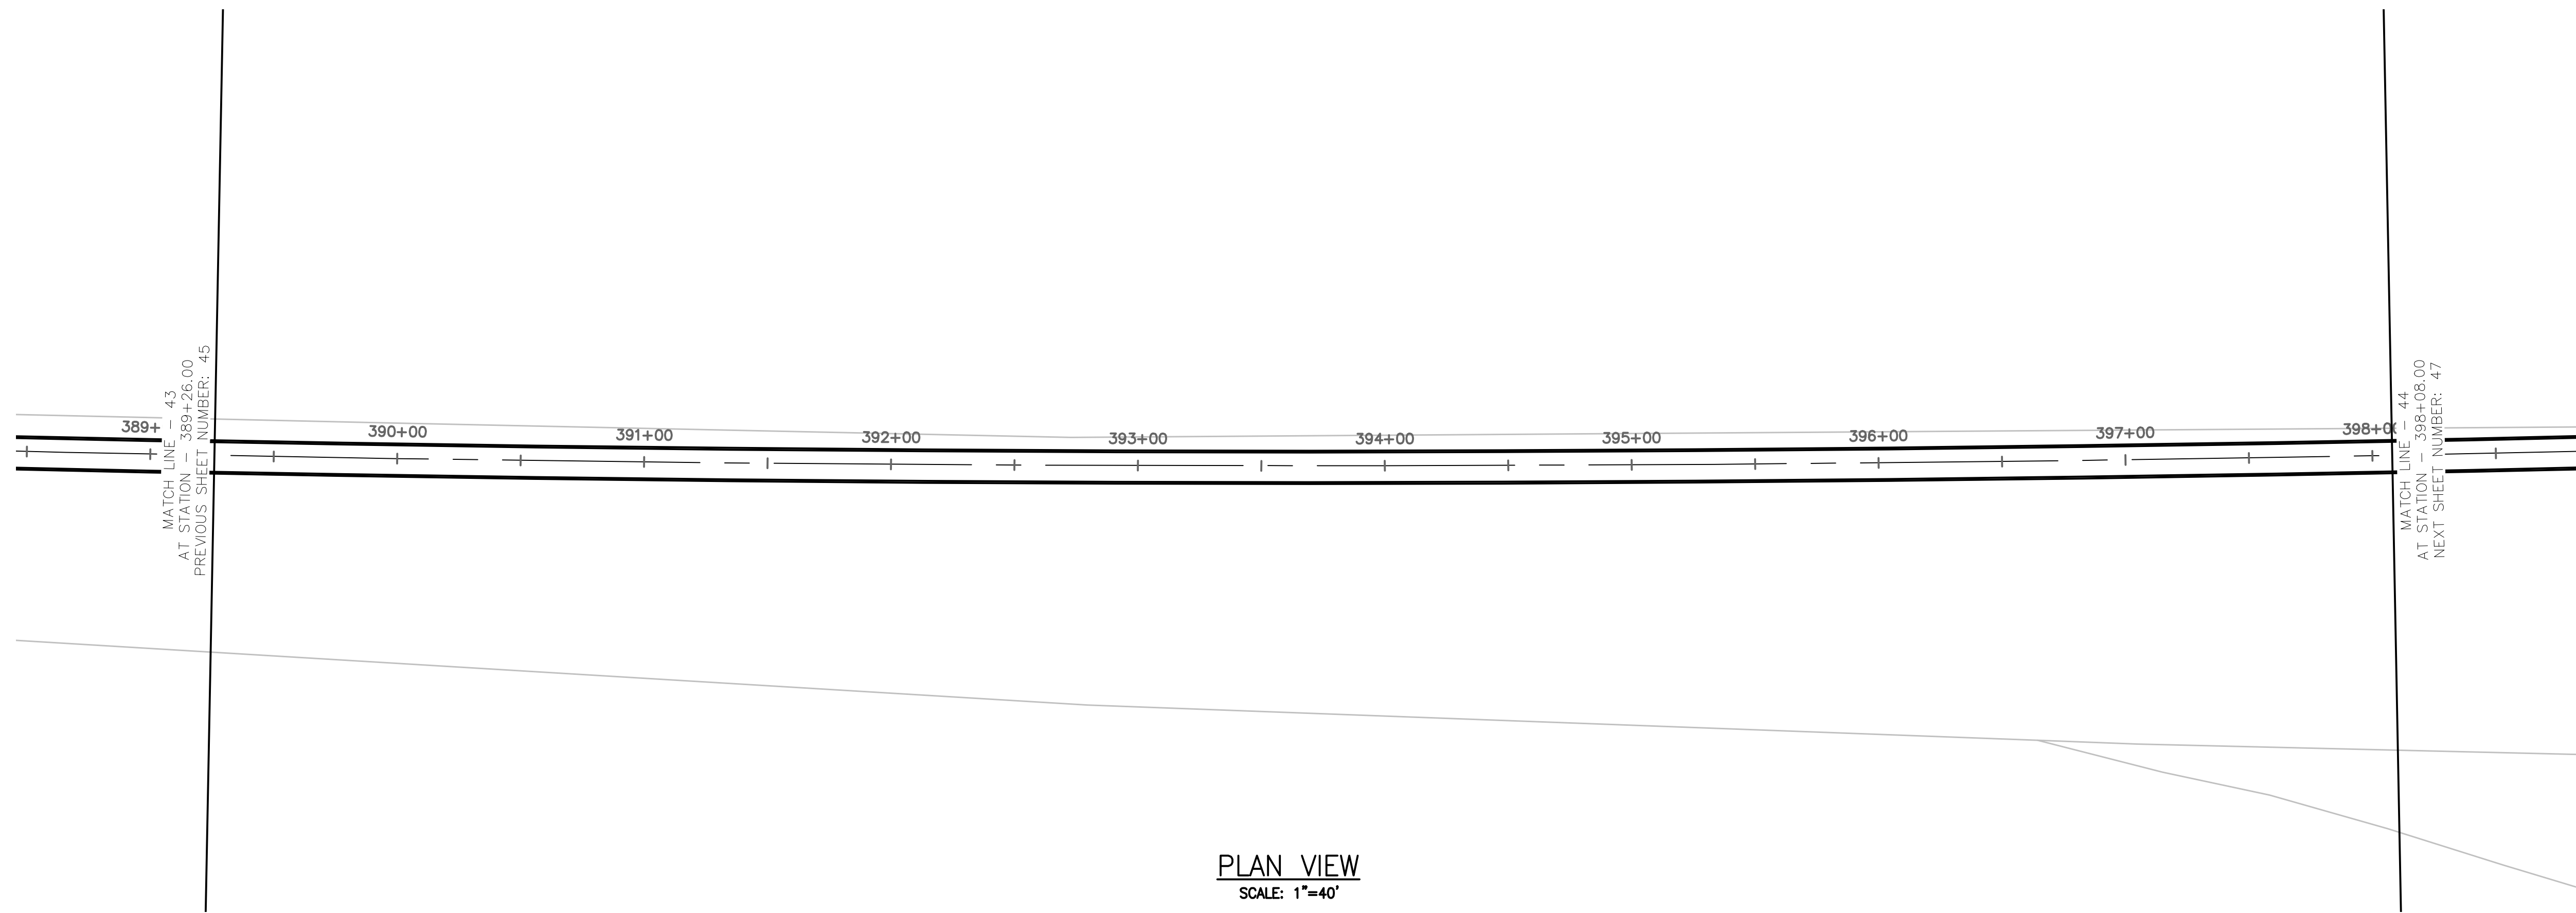 MATCH LINE - 43
AT STATION - 389+26.00
PREVIOUS SHEET NUMBER: 45
389+
390+00
391+00
392+00
393+00
394+00
395+00
396+00
397+00
398+0
MATCH LINE - 44
AT STATION - 398+08.00
NEXT SHEET NUMBER: 47
PLAN VIEW
SCALE: 1"=40'